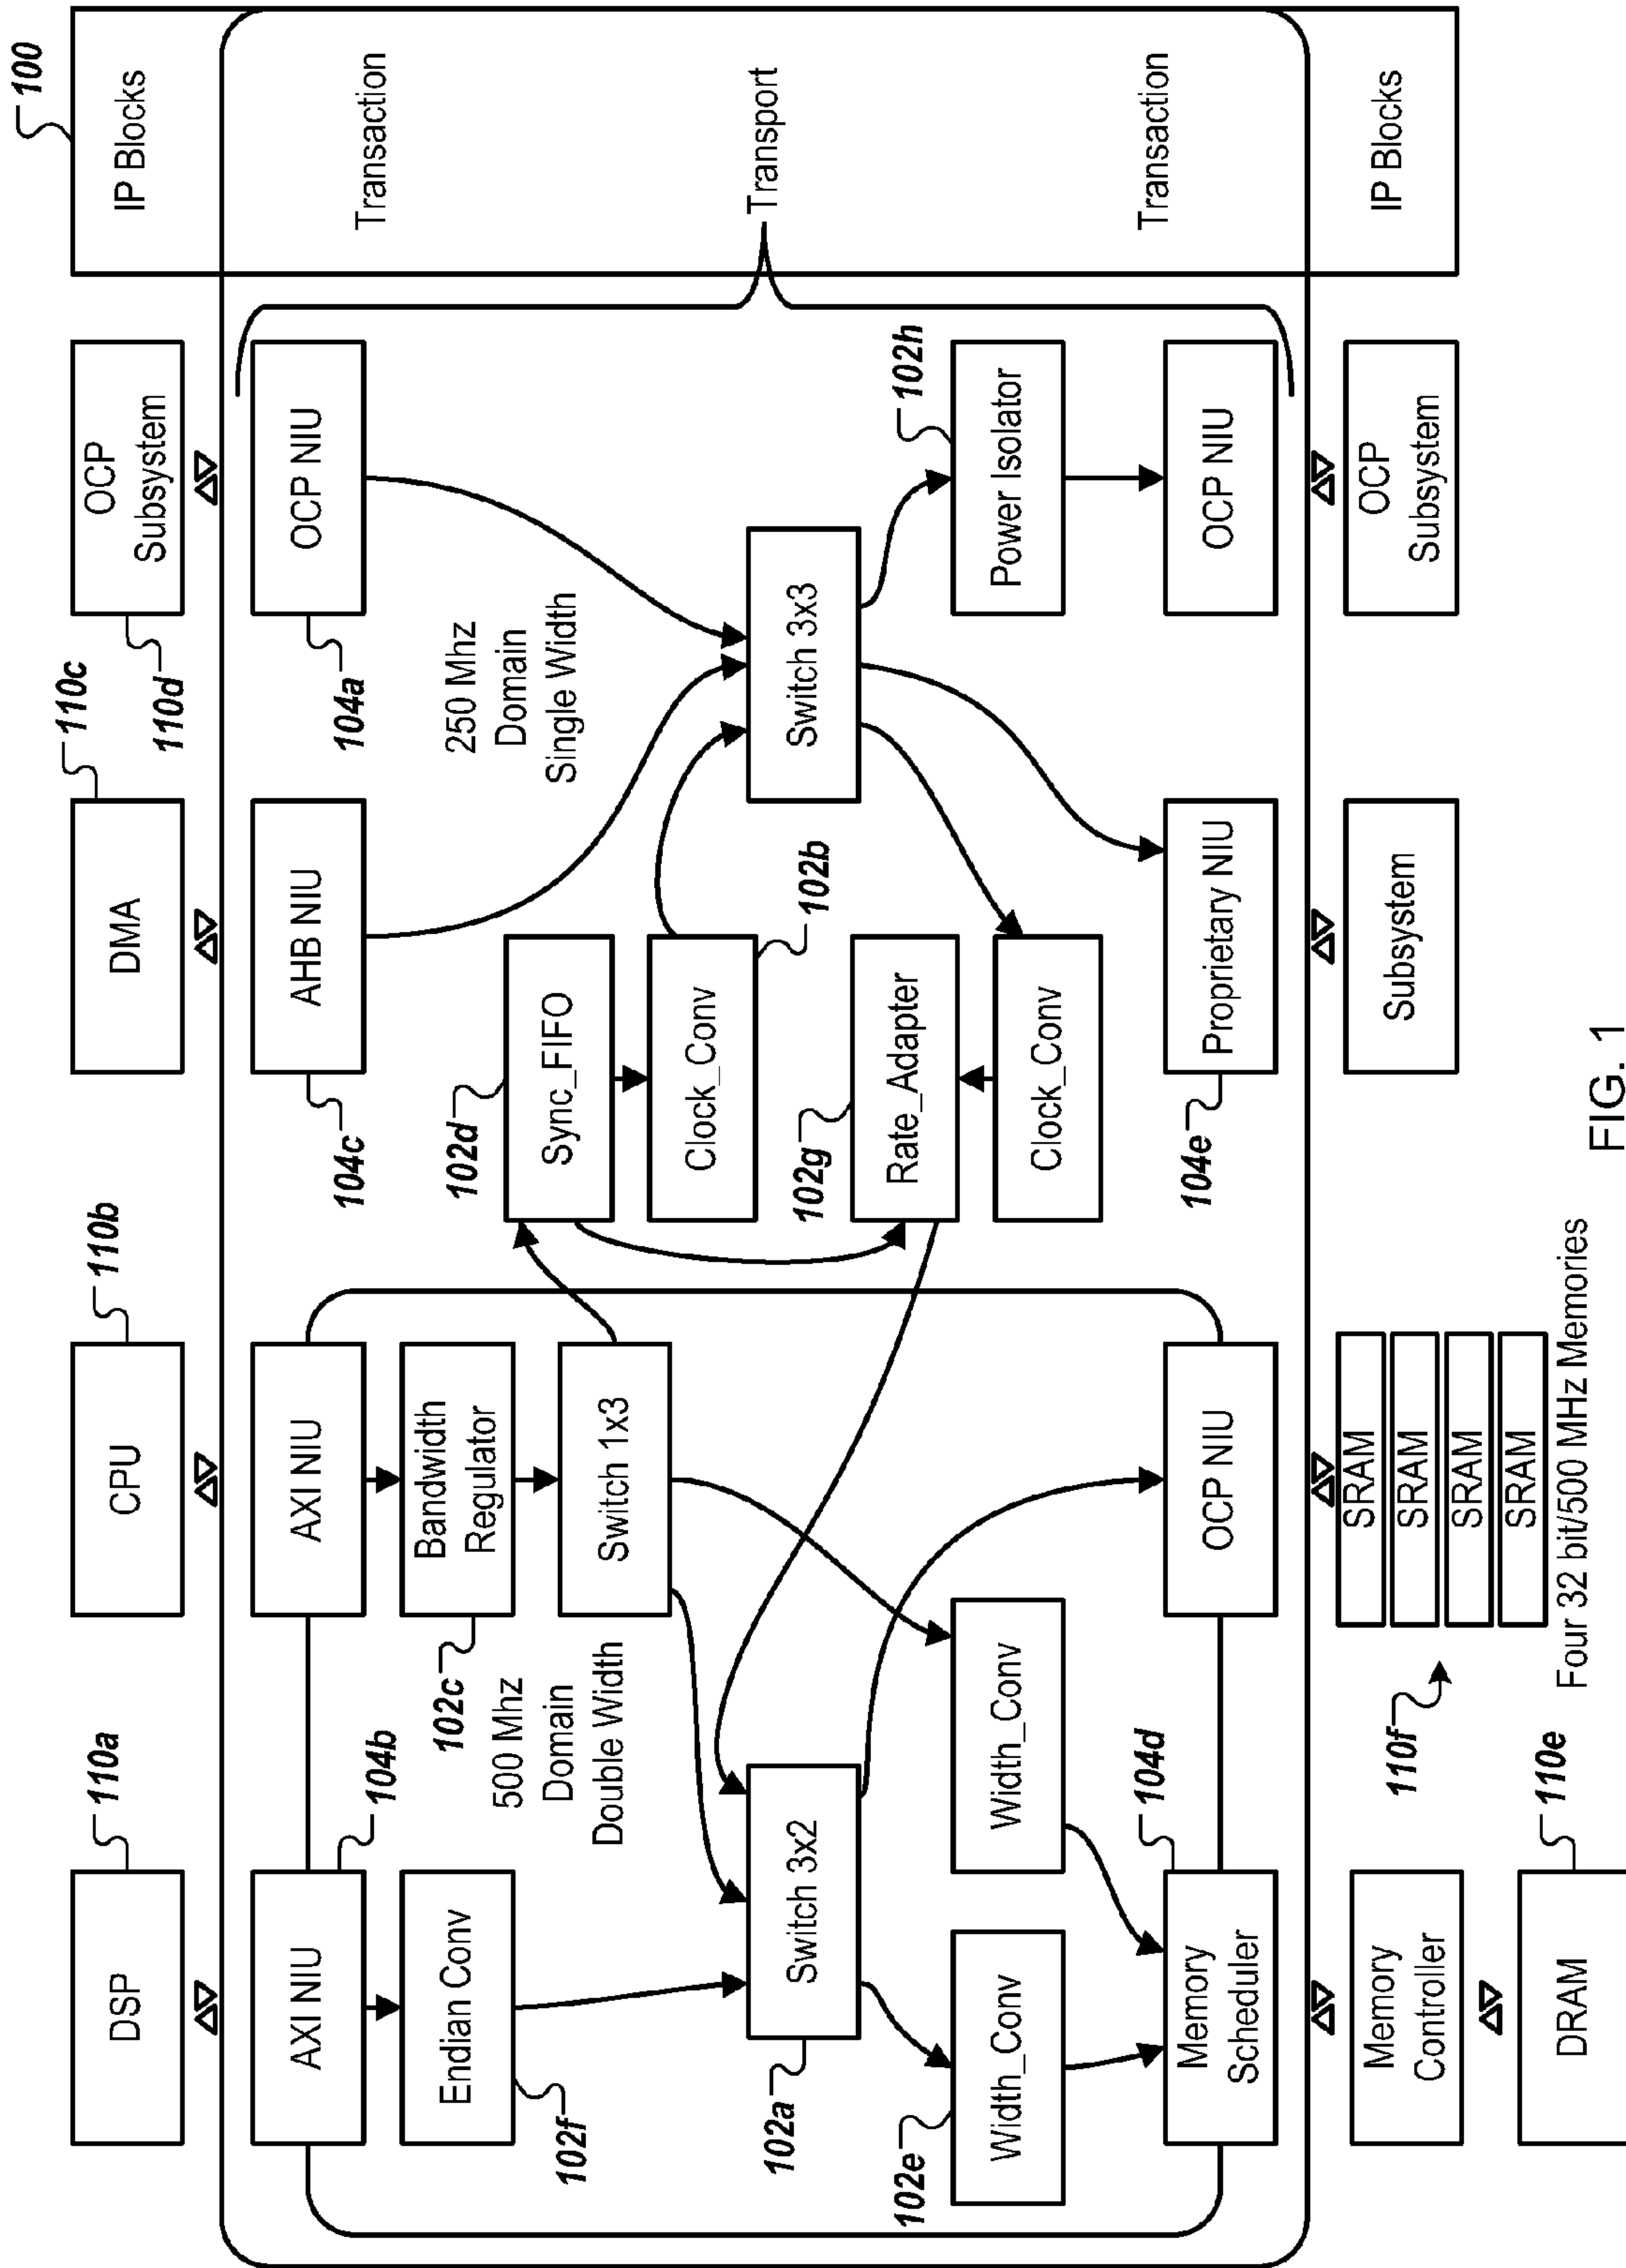 100
110a
110b
110c
110d
DSP
CPU
DMA
OCP
Subsystem
IP Blocks
AXI NIU
104b
AXI NIU
AHB NIU
104c
OCP NIU
104a
Transaction
Endian Conv
102f
Bandwidth
Regulator
102c
500 Mhz
Domain
Double Width
250 Mhz
Domain
Single Width
Switch 1x3
102d
Sync_FIFO
Clock_Conv
102b
Switch 3x2
102a
Switch 3x3
Transport
102g
Rate_Adapter
Clock_Conv
102e
Width_Conv
Width_Conv
Power Isolator
102h
104d
Memory
Scheduler
OCP NIU
104e
Proprietary NIU
OCP NIU
Transaction
Memory
Controller
110f
SRAM
SRAM
SRAM
SRAM
Four 32 bit/500 MHz Memories
Subsystem
OCP
Subsystem
IP Blocks
DRAM
110e
FIG. 1